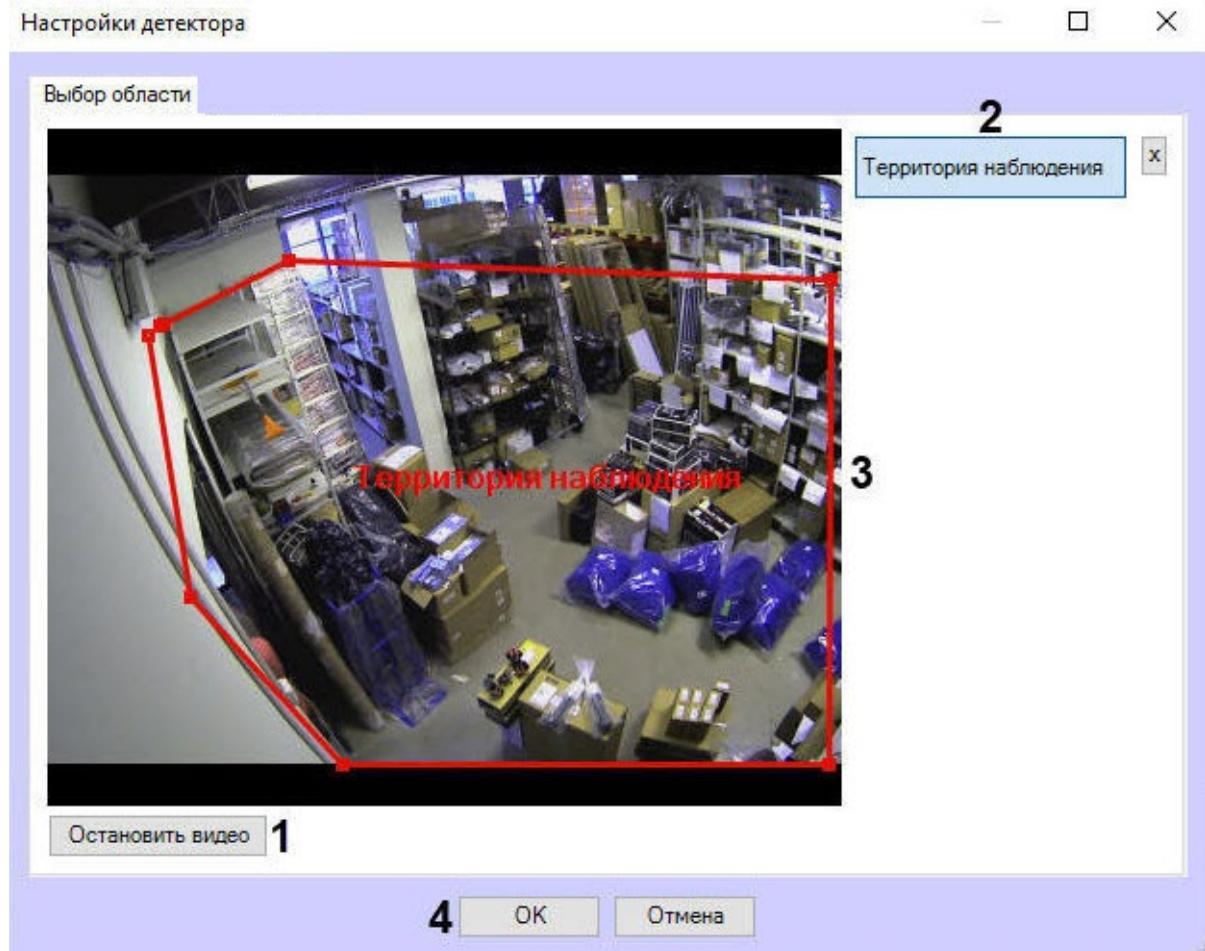 Настройки детектора
Выбор области
2
Территория наблюдения
x
Территория наблюдения
3
Остановить видео
1
4
OK
Отмена